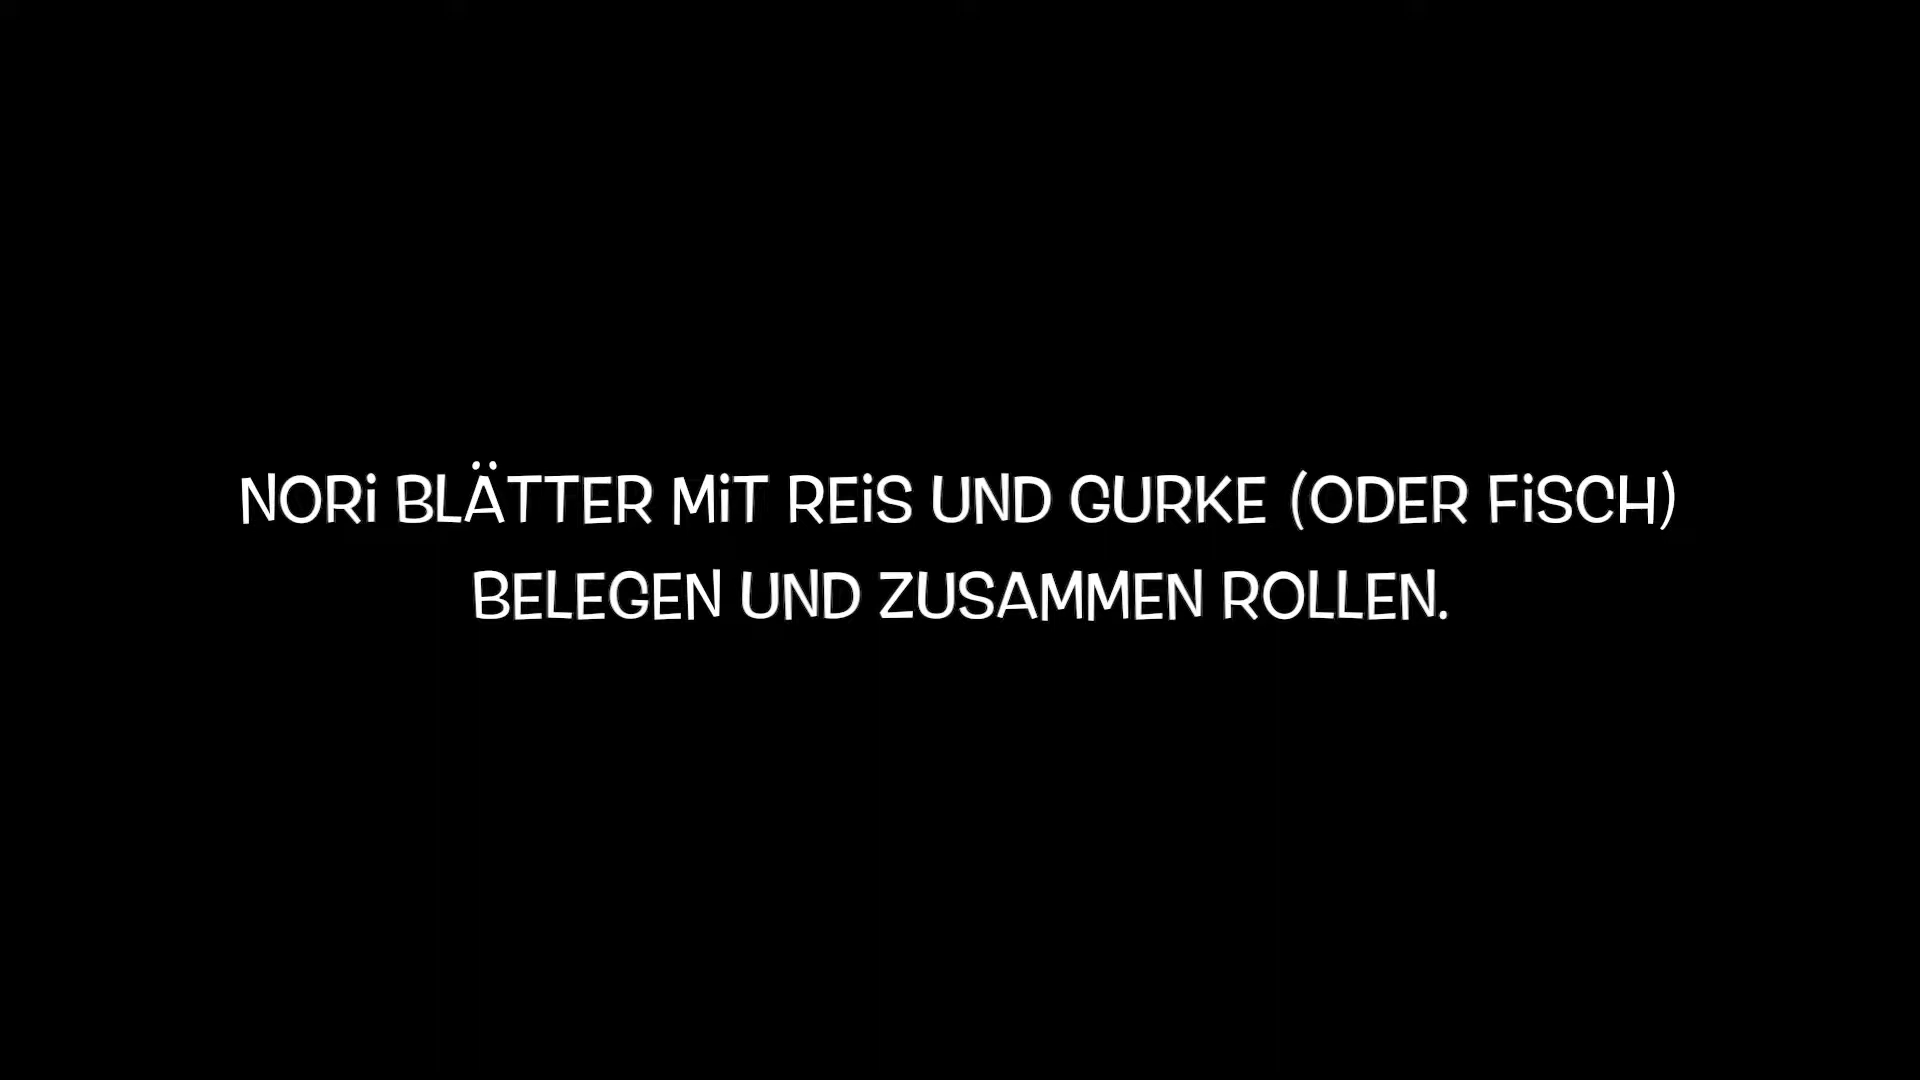 NORi BLÄTTER MiT REiS UND GURKE (ODER FiSCH)
BELEGEN UND ZUSAMMEN ROLLEN.